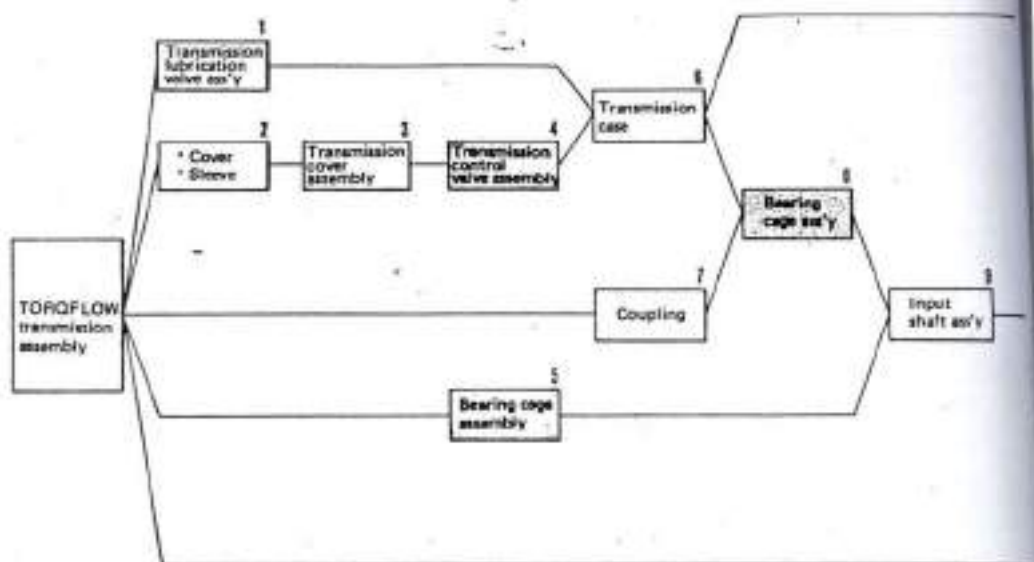 1
Transmission
lubrication
valve ass'y
6
Transmission
case
2
• Cover
• Sleeve
3
Transmission
cover
assembly
4
Transmission
control
valve assembly
8
Bearing
cage ass'y
TORQFLOW
transmission
assembly
7
Coupling
9
Input
shaft ass'y
5
Bearing cage
assembly